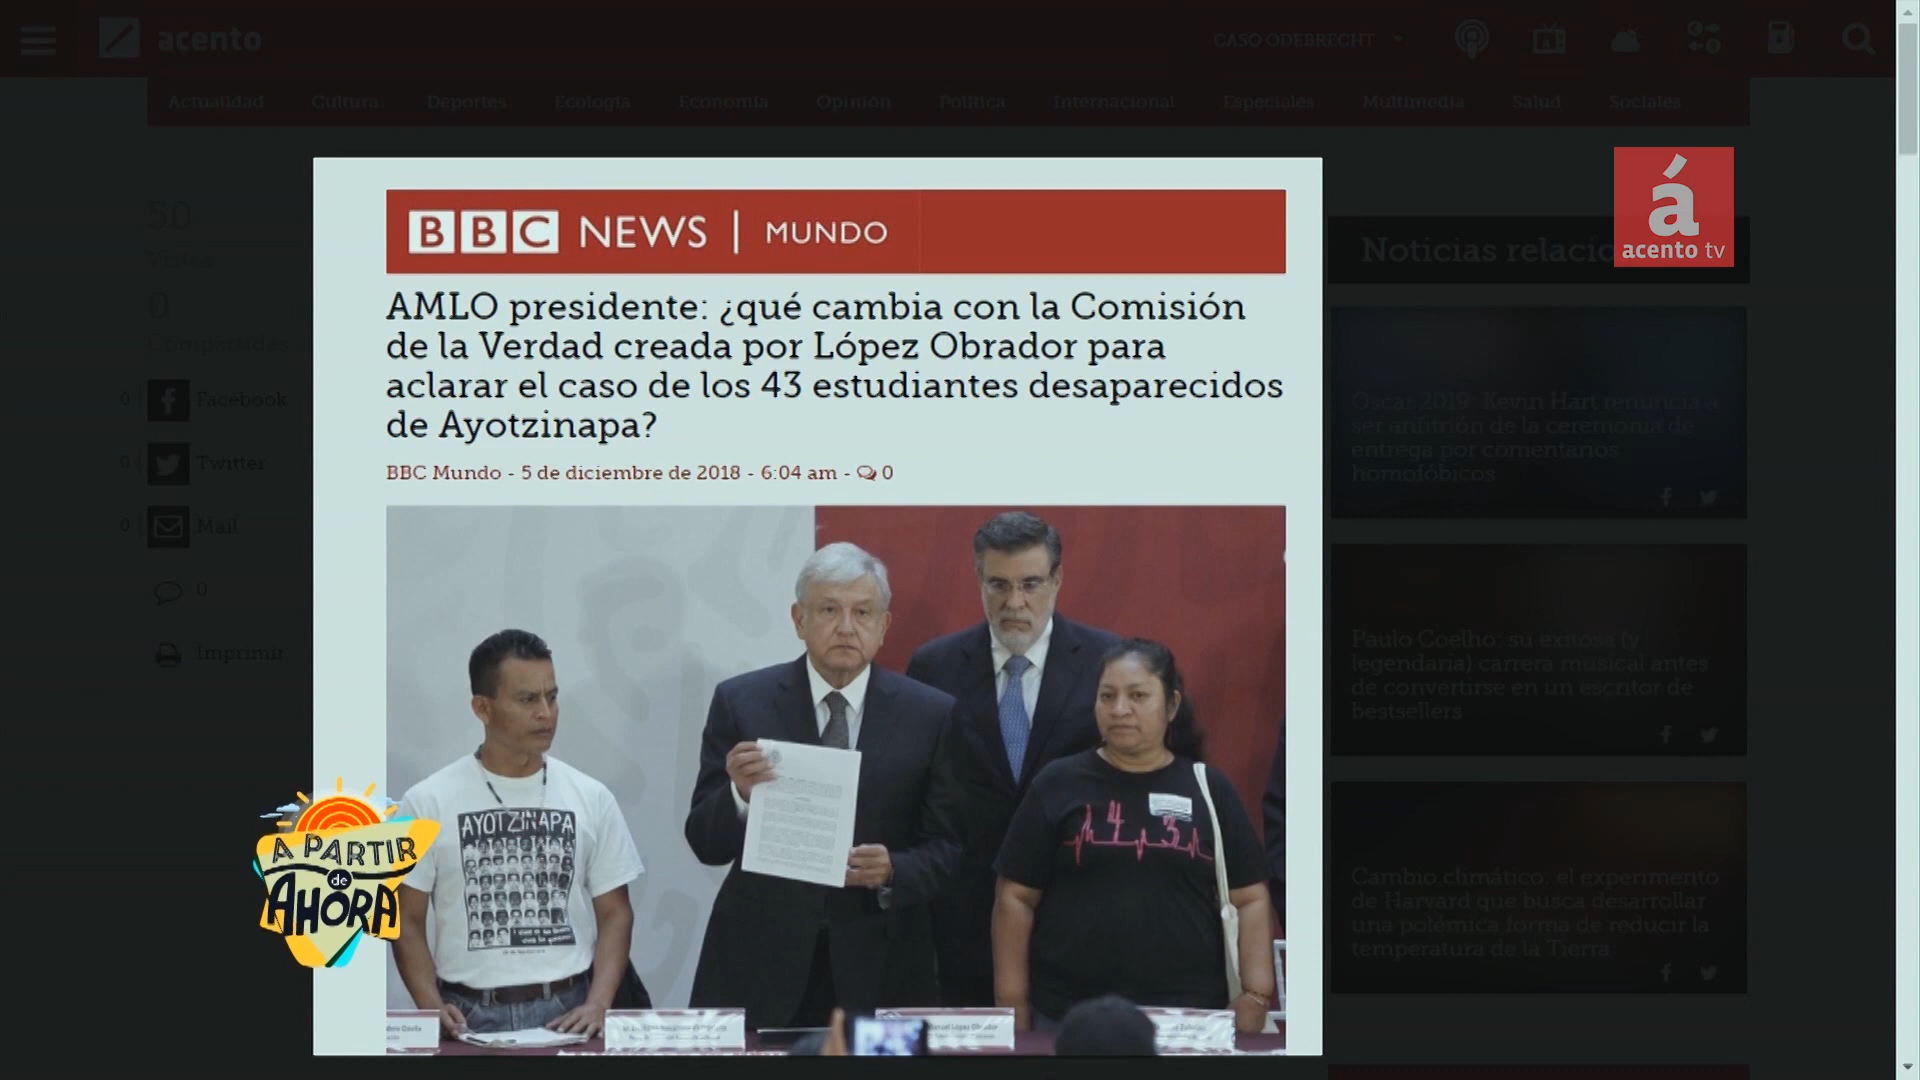 acento
CASO ODEBRECHT
Actualidad Cultura Deportes Ecología Economía Opinión Política Internacional Especiales Multimedia Salud Sociales
á
acento tv
50
Visitas
0
Compartidas
0 Facebook
0 Twitter
0 Mail
0
Imprimir
BBC NEWS | MUNDO
AMLO presidente: ¿qué cambia con la Comisión
de la Verdad creada por López Obrador para
aclarar el caso de los 43 estudiantes desaparecidos
de Ayotzinapa?
BBC Mundo - 5 de diciembre de 2018 - 6:04 am - 0
AYOTZINAPA
43
A PARTIR
de
AHORA
Noticias
Oscar 2019: Kevin Hart renuncia a
ser anfitrión de la ceremonia de
entrega por comentarios
homofóbicos
Paulo Coelho: su exitosa (y
legendaria) carrera musical antes
de convertirse en un escritor de
bestsellers
Cambio climático: el experimento
de Harvard que busca desarrollar
una polémica forma de reducir la
temperatura de la Tierra